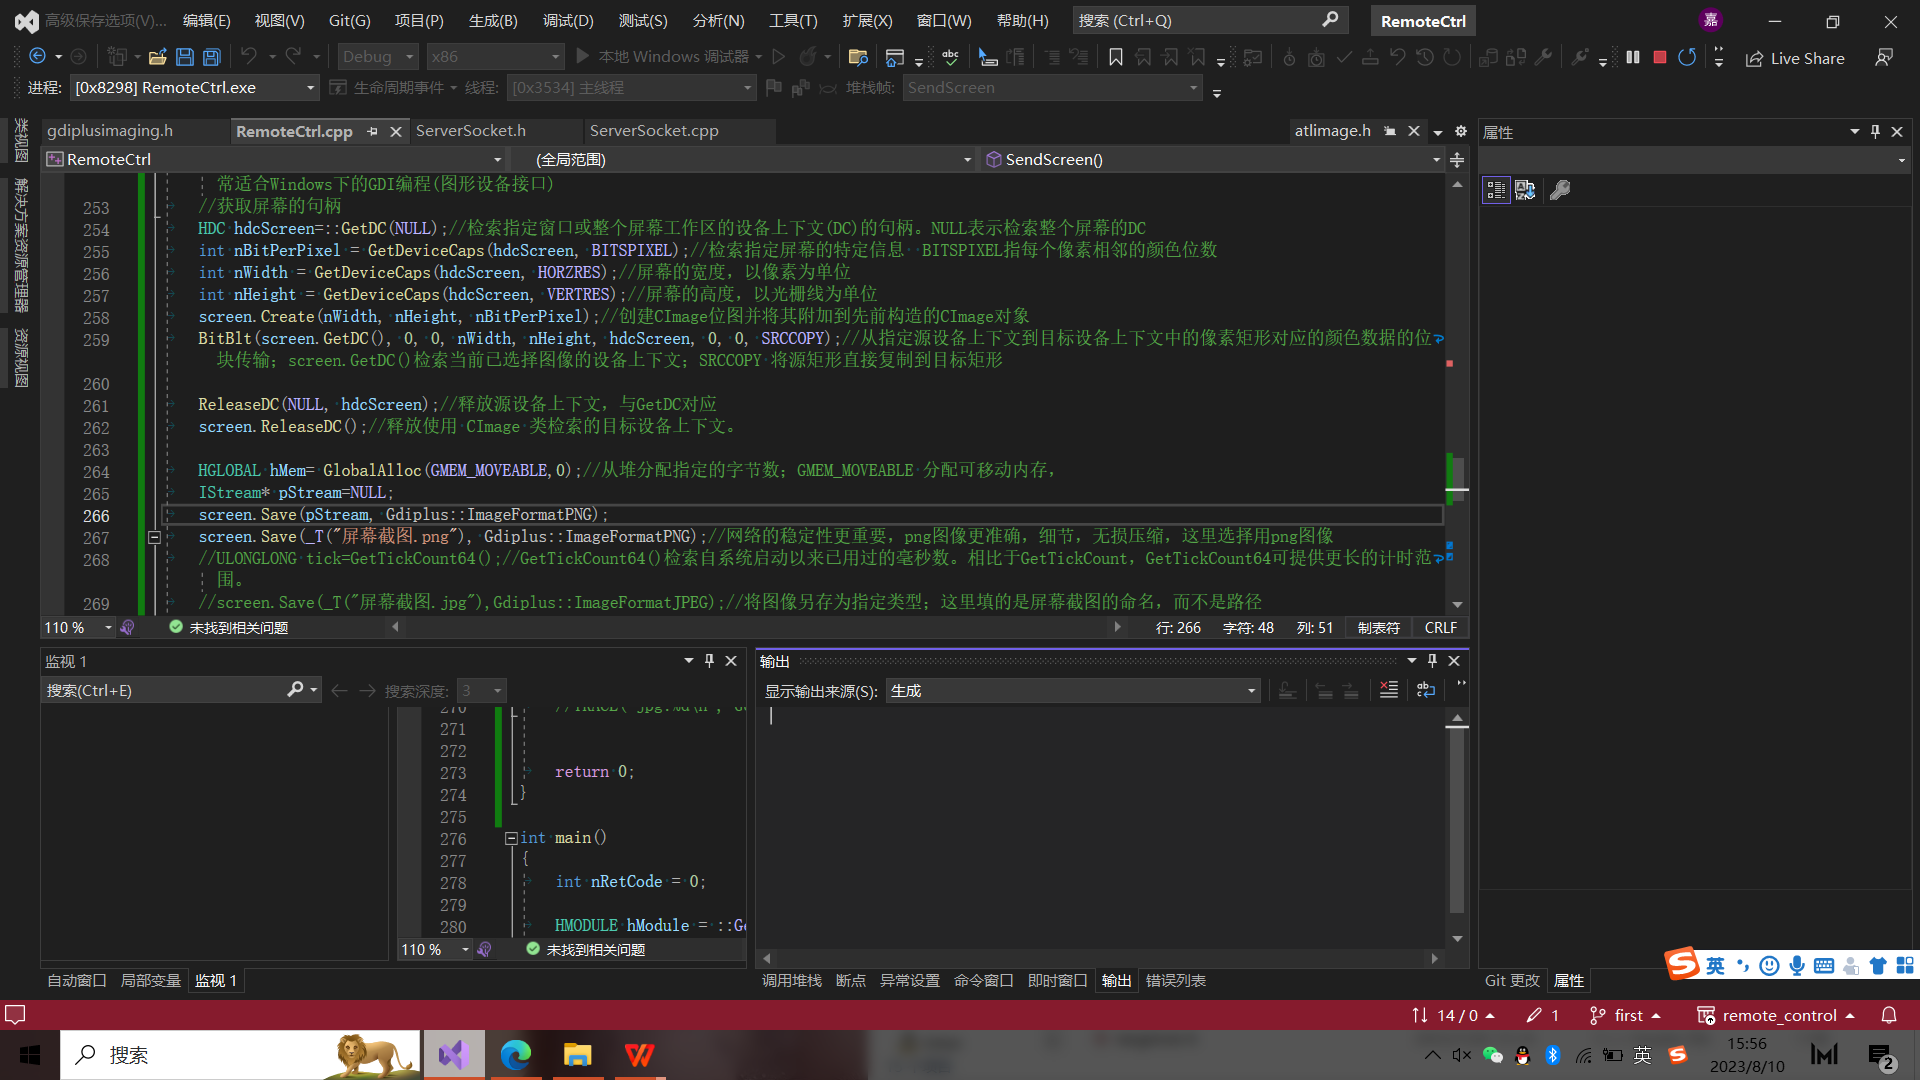 高级保存选项(V)... 编辑(E) 视图(V) Git(G) 项目(P) 生成(B) 调试(D) 测试(S) 分析(N) 工具(T) 扩展(X) 窗口(W) 帮助(H) 搜索 (Ctrl+Q) RemoteCtrl 嘉
Debug x86 本地 Windows 调试器 abc Live Share
进程: [0x8298] RemoteCtrl.exe 生命周期事件 线程: [0x3534] 主线程 堆栈帧: SendScreen
类视图
解决方案资源管理器
资源视图
gdiplusimaging.h RemoteCtrl.cpp ServerSocket.h ServerSocket.cpp atlimage.h
RemoteCtrl (全局范围) SendScreen()
常适合Windows下的GDI编程(图形设备接口)
253 //获取屏幕的句柄
254 HDC hdcScreen=::GetDC(NULL);//检索指定窗口或整个屏幕工作区的设备上下文(DC)的句柄。NULL表示检索整个屏幕的DC
255 int nBitPerPixel = GetDeviceCaps(hdcScreen, BITSPIXEL);//检索指定屏幕的特定信息 BITSPIXEL指每个像素相邻的颜色位数
256 int nWidth = GetDeviceCaps(hdcScreen, HORZRES);//屏幕的宽度，以像素为单位
257 int nHeight = GetDeviceCaps(hdcScreen, VERTRES);//屏幕的高度，以光栅线为单位
258 screen.Create(nWidth, nHeight, nBitPerPixel);//创建CImage位图并将其附加到先前构造的CImage对象
259 BitBlt(screen.GetDC(), 0, 0, nWidth, nHeight, hdcScreen, 0, 0, SRCCOPY);//从指定源设备上下文到目标设备上下文中的像素矩形对应的颜色数据的位
块传输；screen.GetDC()检索当前已选择图像的设备上下文；SRCCOPY 将源矩形直接复制到目标矩形
260
261 ReleaseDC(NULL, hdcScreen);//释放源设备上下文，与GetDC对应
262 screen.ReleaseDC();//释放使用 CImage 类检索的目标设备上下文。
263
264 HGLOBAL hMem= GlobalAlloc(GMEM_MOVEABLE,0);//从堆分配指定的字节数；GMEM_MOVEABLE 分配可移动内存，
265 IStream* pStream=NULL;
266 screen.Save(pStream, Gdiplus::ImageFormatPNG);
267 screen.Save(_T("屏幕截图.png"), Gdiplus::ImageFormatPNG);//网络的稳定性更重要，png图像更准确，细节，无损压缩，这里选择用png图像
268 //ULONGLONG tick=GetTickCount64();//GetTickCount64()检索自系统启动以来已用过的毫秒数。相比于GetTickCount，GetTickCount64可提供更长的计时范
围。
269 //screen.Save(_T("屏幕截图.jpg"),Gdiplus::ImageFormatJPEG);//将图像另存为指定类型；这里填的是屏幕截图的命名，而不是路径
110 % 未找到相关问题 行: 266 字符: 48 列: 51 制表符 CRLF
监视 1
搜索(Ctrl+E) 搜索深度: 3
270 //TRACE("jpg:%d\n",
271
272
273 return 0;
274 }
275
276 int main()
277 {
278 int nRetCode = 0;
279
280 HMODULE hModule = ::Ge
110 % 未找到相关问题
自动窗口 局部变量 监视 1
输出
显示输出来源(S): 生成
调用堆栈 断点 异常设置 命令窗口 即时窗口 输出 错误列表
属性
Git 更改 属性
英
14 / 0 1 first remote_control
搜索
英 15:56
2023/8/10
2